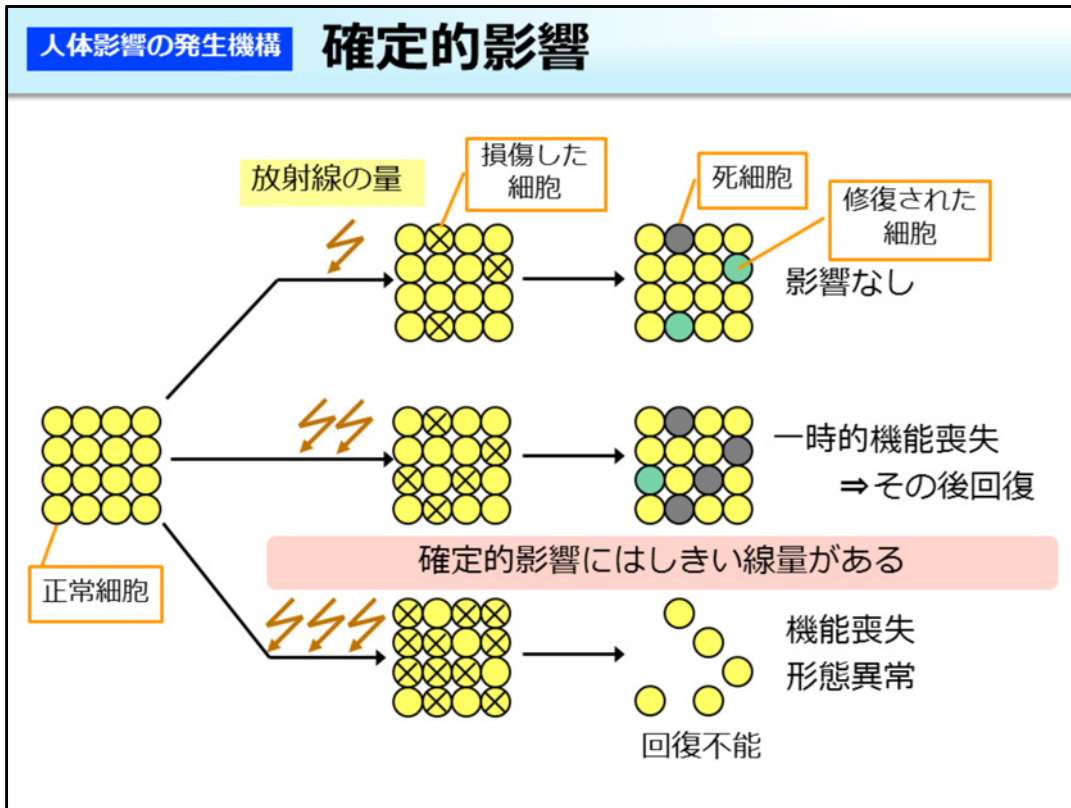 人体影響の発生機構
確定的影響
放射線の量
損傷した
細胞
死細胞
修復された
細胞
影響なし
一時的機能喪失
⇒その後回復
正常細胞
確定的影響にはしきい線量がある
機能喪失
形態異常
回復不能